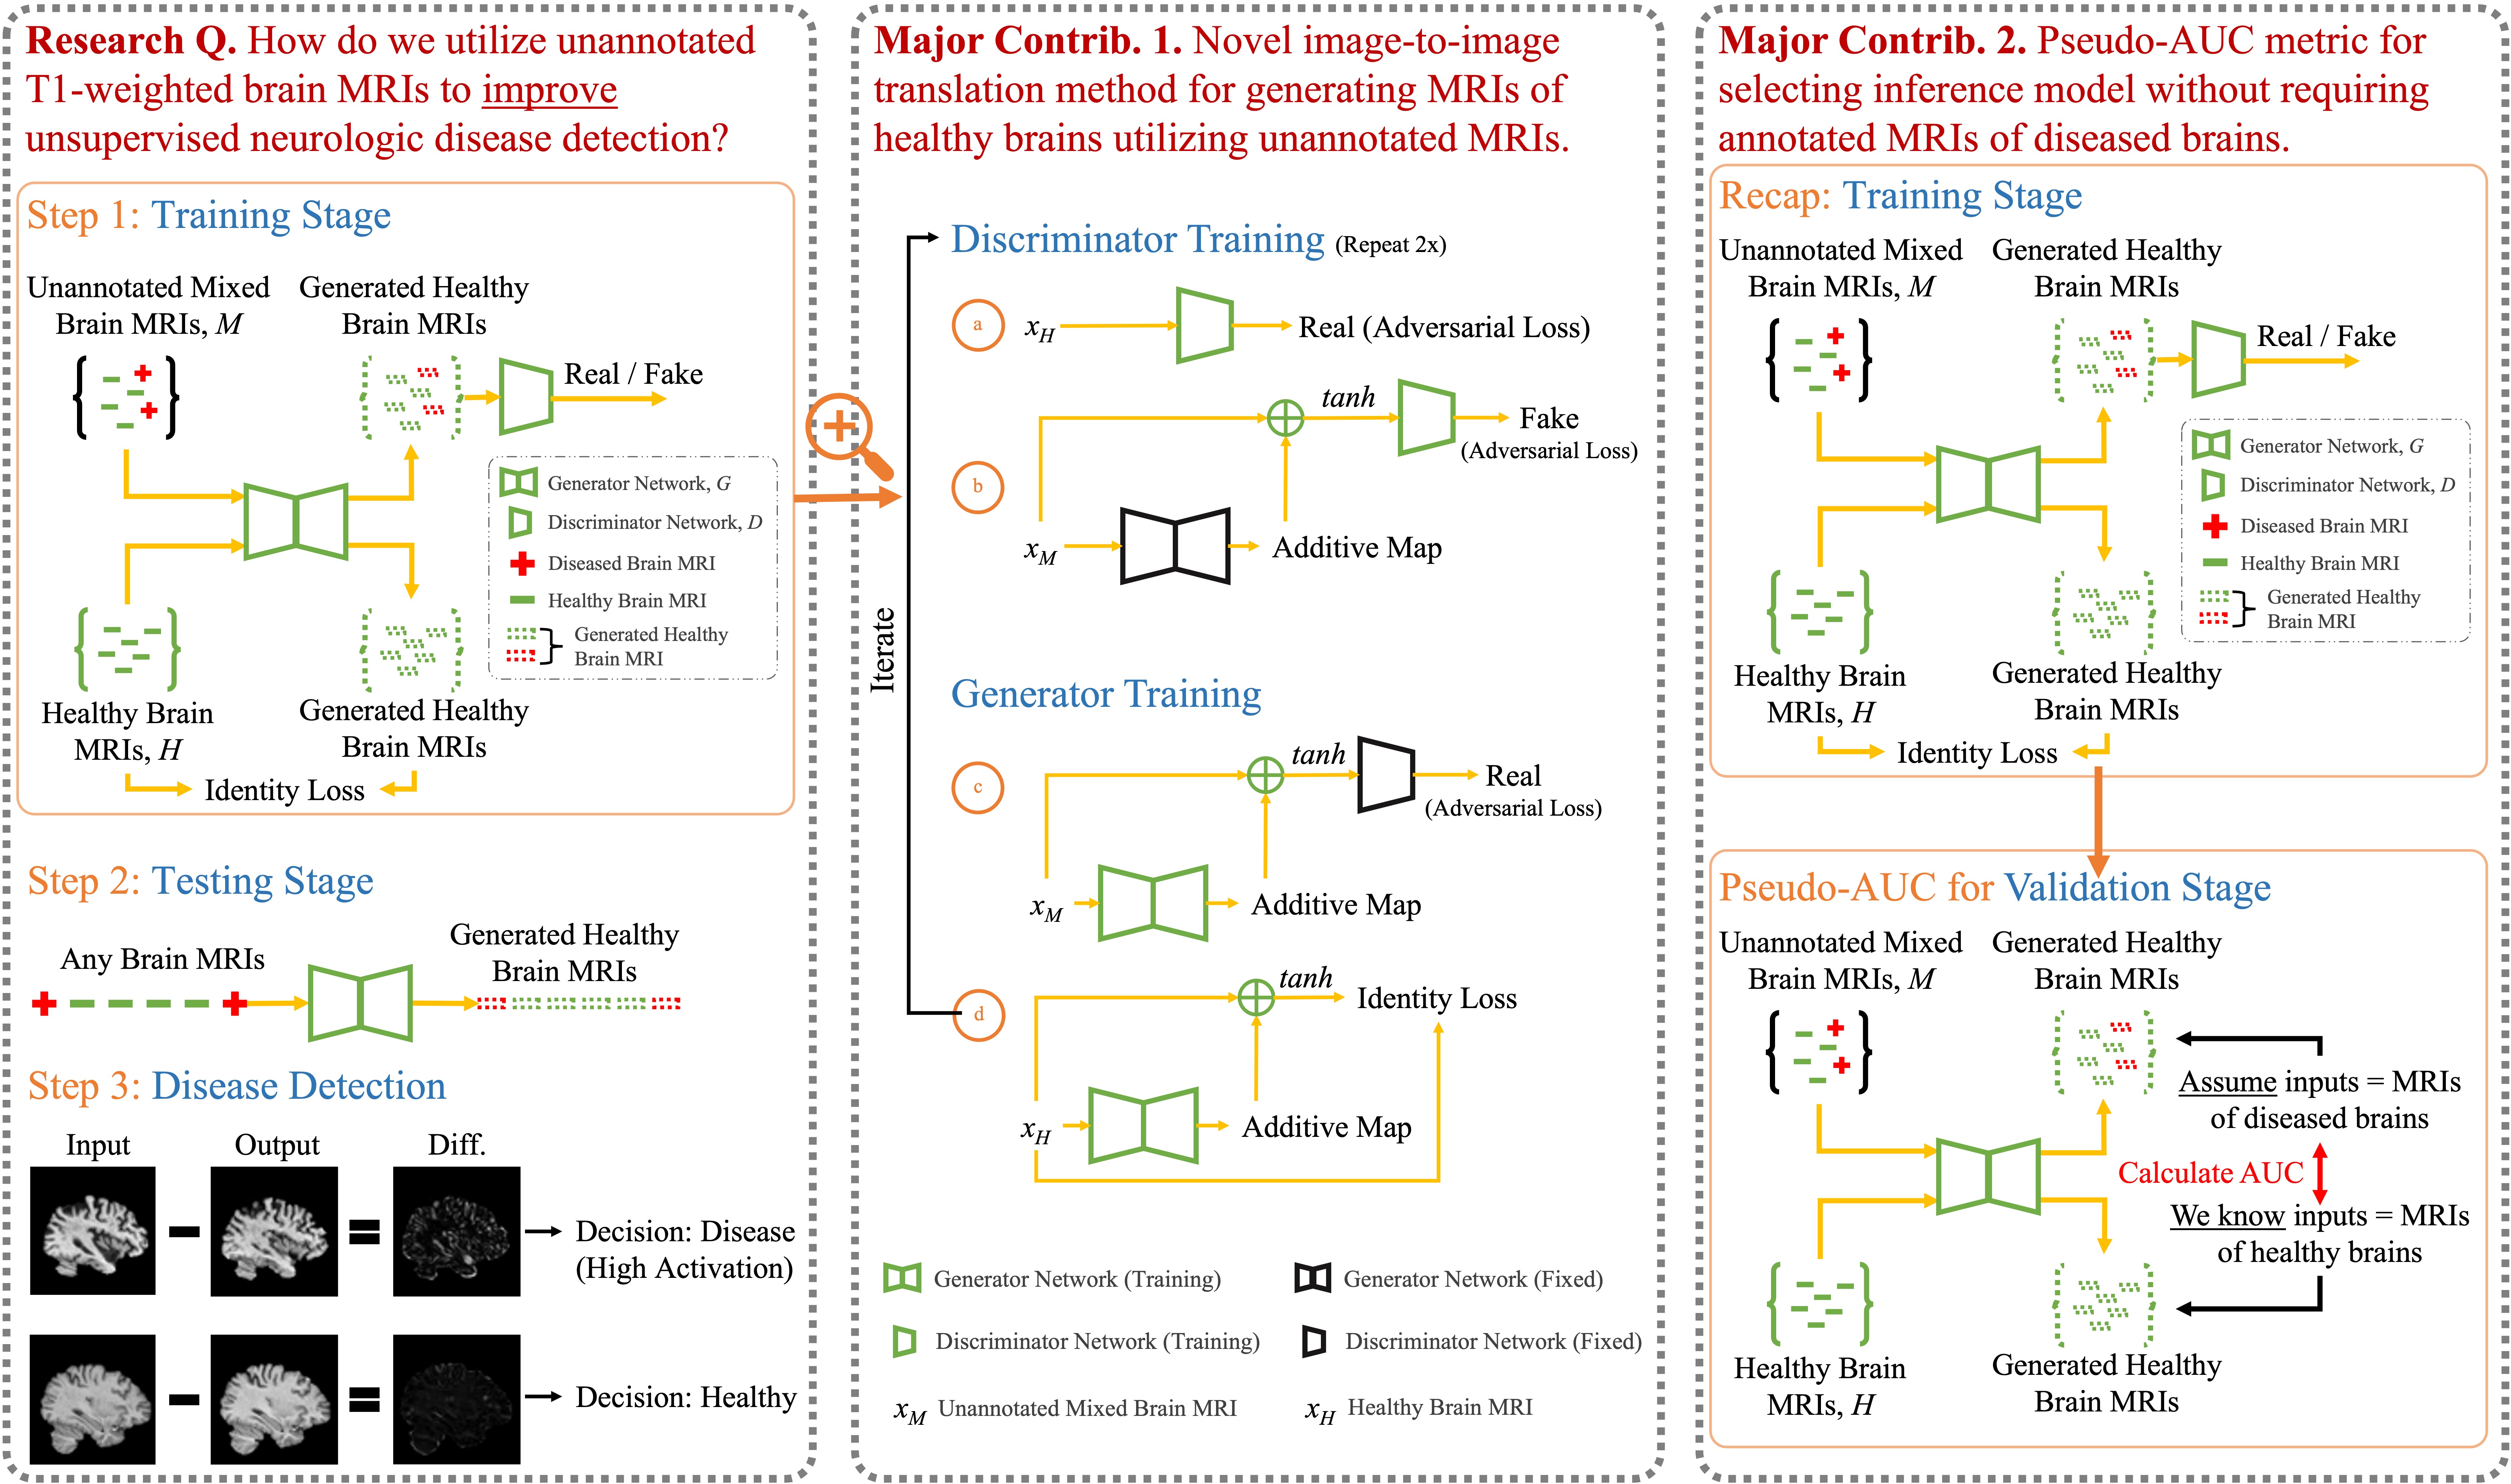 Research Q. How do we utilize unannotated
T1-weighted brain MRIs to improve
unsupervised neurologic disease detection?
Step 1: Training Stage
Unannotated Mixed
Brain MRIs, M
Generated Healthy
Brain MRIs
Real / Fake
Generator Network, G
Discriminator Network, D
Diseased Brain MRI
Healthy Brain MRI
Generated Healthy
Brain MRI
Healthy Brain
MRIs, H
Generated Healthy
Brain MRIs
Identity Loss
Step 2: Testing Stage
Any Brain MRIs
Generated Healthy
Brain MRIs
Step 3: Disease Detection
Input
Output
Diff.
Decision: Disease
(High Activation)
Decision: Healthy
Major Contrib. 1. Novel image-to-image
translation method for generating MRIs of
healthy brains utilizing unannotated MRIs.
Iterate
Discriminator Training (Repeat 2x)
a
xH
Real (Adversarial Loss)
b
tanh
Fake
(Adversarial Loss)
xM
Additive Map
Generator Training
c
tanh
Real
(Adversarial Loss)
xM
Additive Map
d
tanh
Identity Loss
xH
Additive Map
Generator Network (Training)
Generator Network (Fixed)
Discriminator Network (Training)
Discriminator Network (Fixed)
xM Unannotated Mixed Brain MRI
xH Healthy Brain MRI
Major Contrib. 2. Pseudo-AUC metric for
selecting inference model without requiring
annotated MRIs of diseased brains.
Recap: Training Stage
Unannotated Mixed
Brain MRIs, M
Generated Healthy
Brain MRIs
Real / Fake
Generator Network, G
Discriminator Network, D
Diseased Brain MRI
Healthy Brain MRI
Generated Healthy
Brain MRI
Healthy Brain
MRIs, H
Generated Healthy
Brain MRIs
Identity Loss
Pseudo-AUC for Validation Stage
Unannotated Mixed
Brain MRIs, M
Generated Healthy
Brain MRIs
Assume inputs = MRIs
of diseased brains
Calculate AUC
We know inputs = MRIs
of healthy brains
Healthy Brain
MRIs, H
Generated Healthy
Brain MRIs